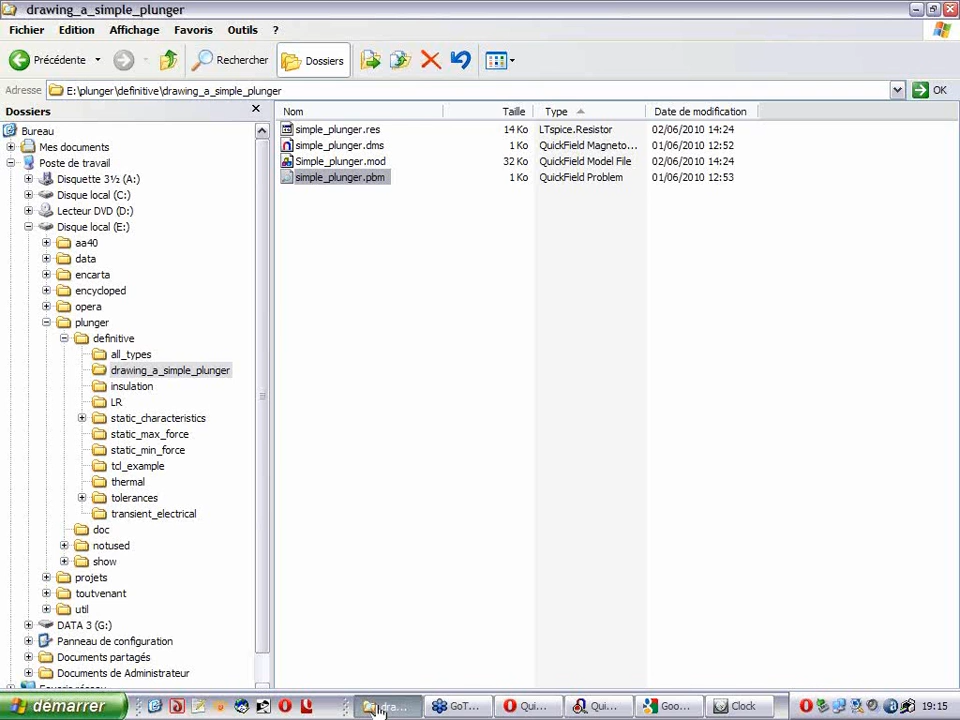 drawing_a_simple_plunger
Fichier Edition Affichage Favoris Outils ?
Précédente Rechercher Dossiers
Adresse E:\plunger\definitive\drawing_a_simple_plunger OK
Dossiers
Nom Taille Type Date de modification
Bureau
Mes documents
Poste de travail
Disquette 3½ (A:)
Disque local (C:)
Lecteur DVD (D:)
Disque local (E:)
aa40
data
encarta
encycloped
opera
plunger
definitive
all_types
drawing_a_simple_plunger
insulation
LR
static_characteristics
static_max_force
static_min_force
tcl_example
thermal
tolerances
transient_electrical
doc
notused
show
projets
toutvenant
util
DATA 3 (G:)
Panneau de configuration
Documents partagés
Documents de Administrateur
simple_plunger.res 14 Ko LTspice.Resistor 02/06/2010 14:24
simple_plunger.dms 1 Ko QuickField Magneto... 01/06/2010 12:52
Simple_plunger.mod 32 Ko QuickField Model File 02/06/2010 14:24
simple_plunger.pbm 1 Ko QuickField Problem 01/06/2010 12:53
démarrer GoT... Qui... Qui... Goo... Clock 19:15